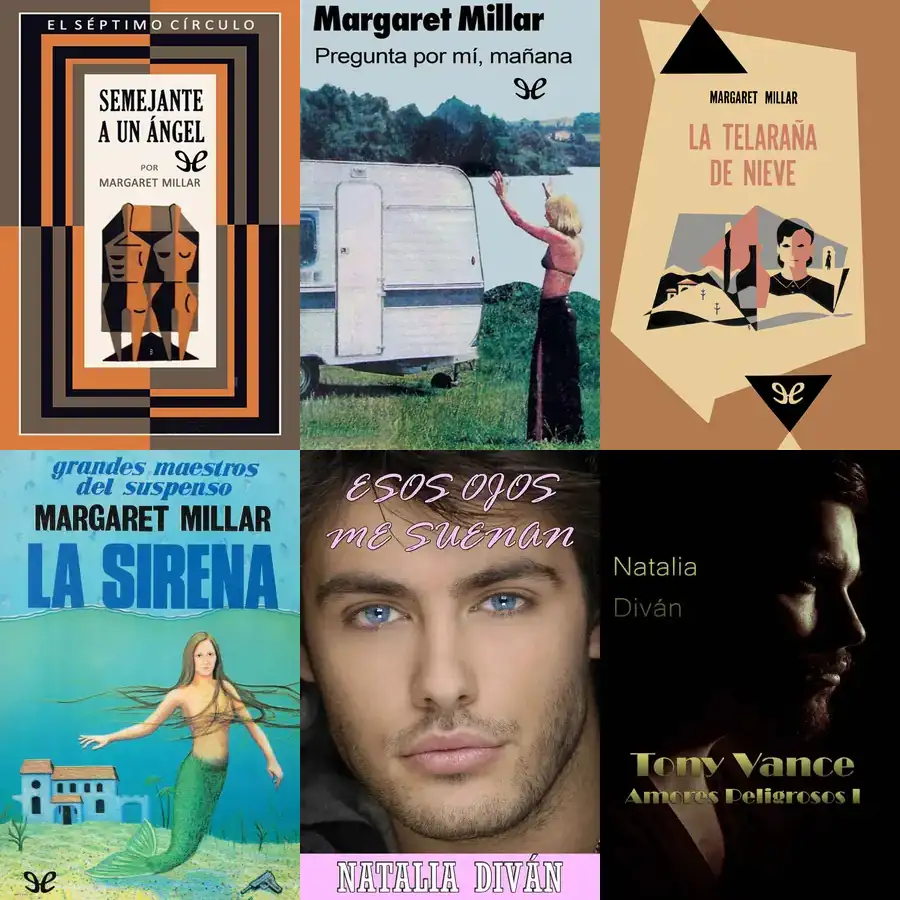 EL SÉPTIMO CÍRCULO
SEMEJANTE
A UN ÁNGEL
POR
MARGARET MILLAR
Margaret Millar
Pregunta por mí, mañana
MARGARET MILLAR
LA TELARAÑA
DE NIEVE
grandes maestros
del suspenso
MARGARET MILLAR
LA SIRENA
ESOS OJOS
ME SUENAN
NATALIA DIVÁN
Natalia
Diván
Tony Vance
Amores Peligrosos I